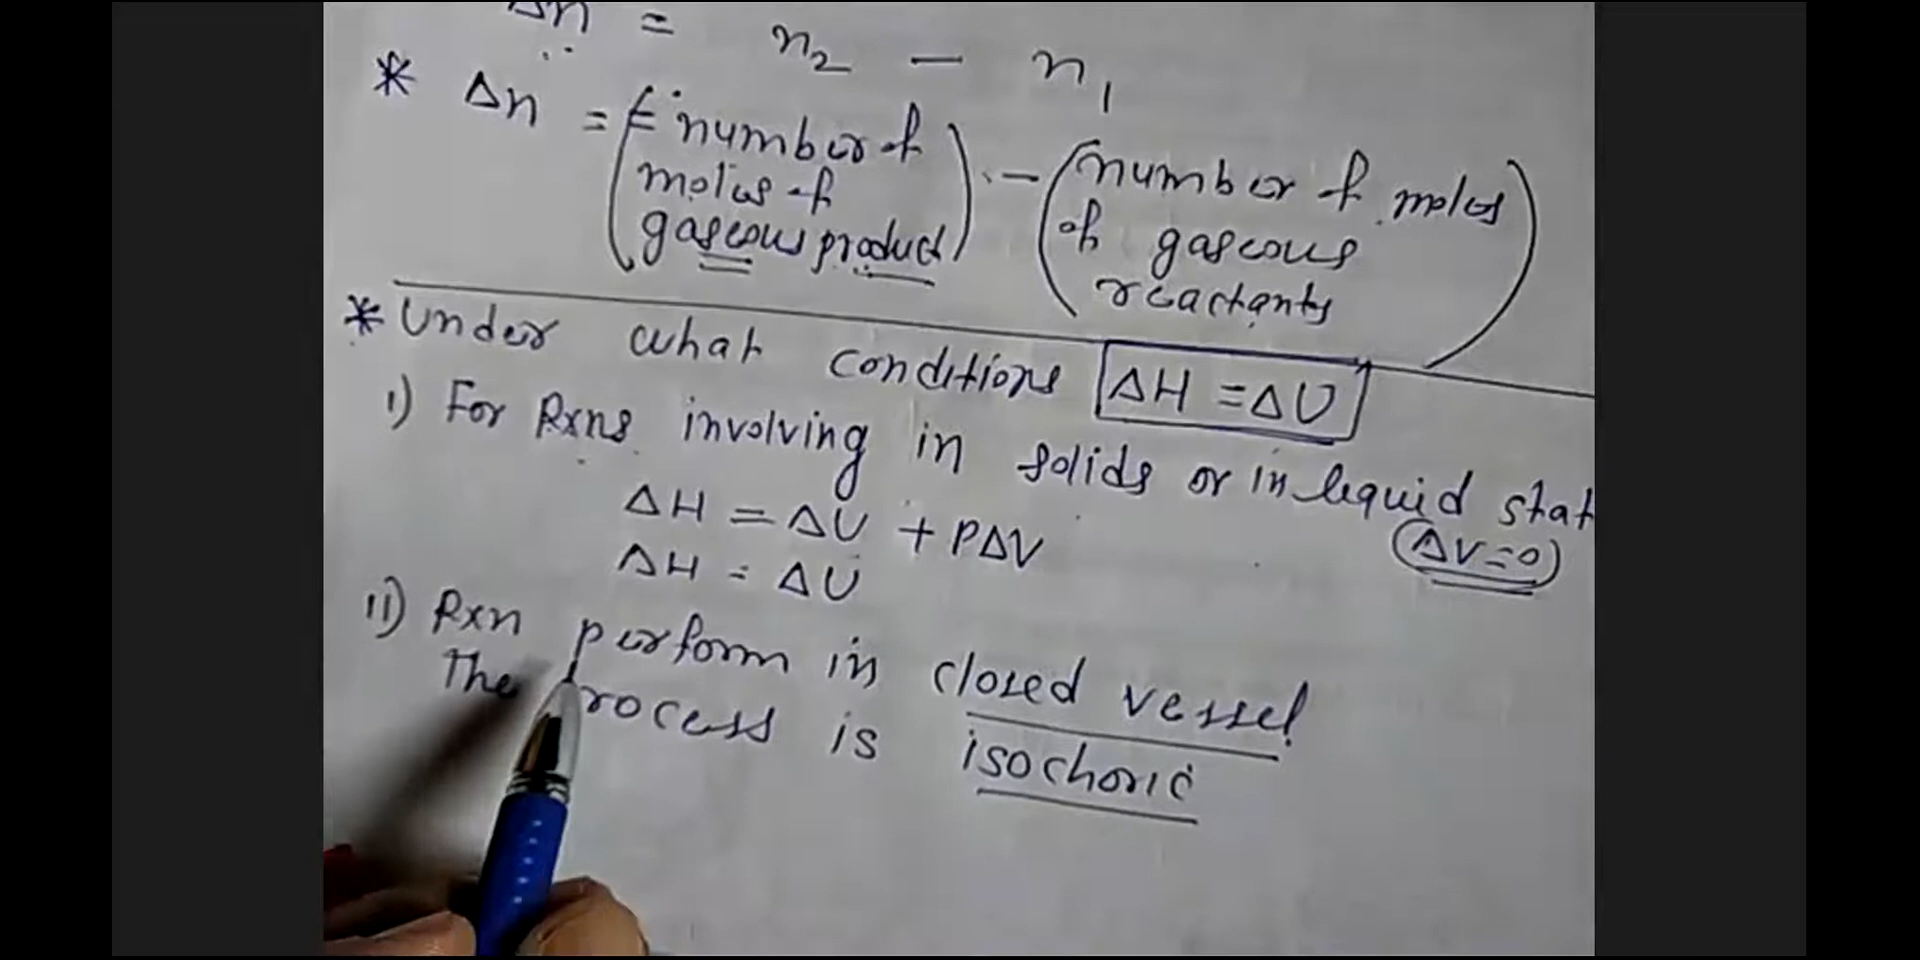 Δn = n₂ - n₁
* Δn = (number of moles of gaseous product) - (number of moles of gaseous reactants)
* Under what conditions ΔH = ΔU
i) For Rxns involving in solids or in liquid stat
(ΔV=0)
ΔH = ΔU + PΔV
ΔH = ΔU
ii) Rxn perform in closed vessel
The process is isochoric